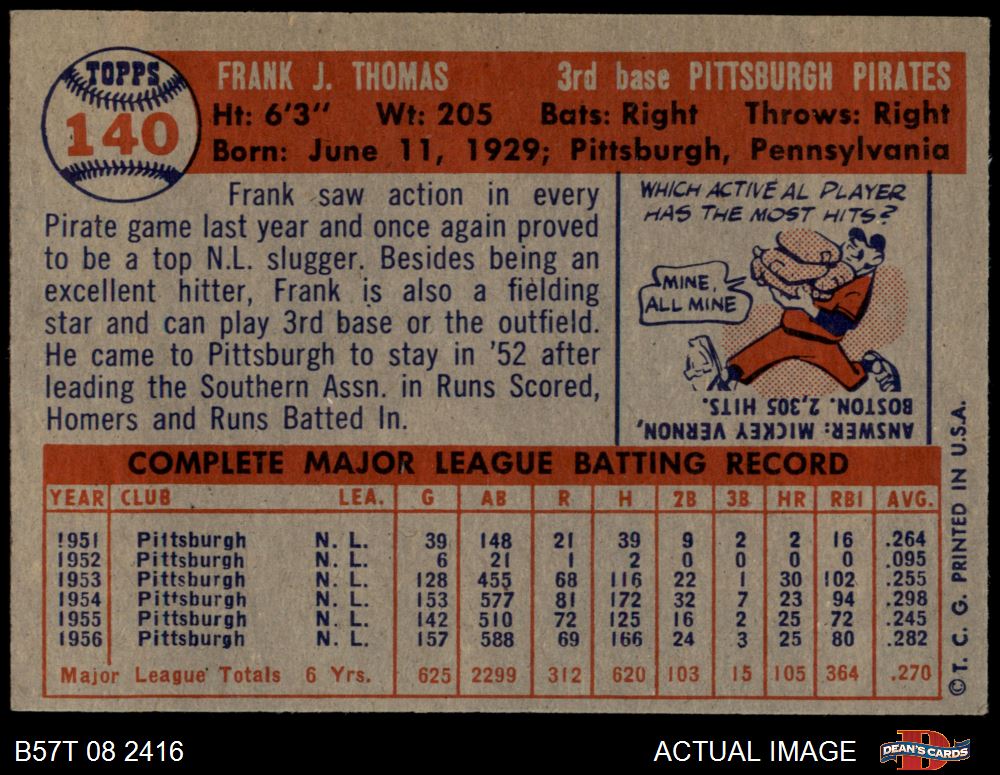 TOPPS
140
FRANK J. THOMAS 3rd base PITTSBURGH PIRATES
Ht: 6'3" Wt: 205 Bats: Right Throws: Right
Born: June 11, 1929; Pittsburgh, Pennsylvania
Frank saw action in every
Pirate game last year and once again proved
to be a top N.L. slugger. Besides being an
excellent hitter, Frank is also a fielding
star and can play 3rd base or the outfield.
He came to Pittsburgh to stay in '52 after
leading the Southern Assn. in Runs Scored,
Homers and Runs Batted In.
WHICH ACTIVE AL PLAYER
HAS THE MOST HITS?
MINE,
ALL MINE
ANSWER: MICKEY VERNON,
BOSTON. 2,305 HITS.
COMPLETE MAJOR LEAGUE BATTING RECORD
YEAR CLUB LEA. G AB R H 2B 3B HR RBI AVG.
1951 Pittsburgh N. L. 39 148 21 39 9 2 2 16 .264
1952 Pittsburgh N. L. 6 21 1 2 0 0 0 0 .095
1953 Pittsburgh N. L. 128 455 68 116 22 1 30 102 .255
1954 Pittsburgh N. L. 153 577 81 172 32 7 23 94 .298
1955 Pittsburgh N. L. 142 510 72 125 16 2 25 72 .245
1956 Pittsburgh N. L. 157 588 69 166 24 3 25 80 .282
Major League Totals 6 Yrs. 625 2299 312 620 103 15 105 364 .270
© T. C. G. PRINTED IN U.S.A.
B57T 08 2416 ACTUAL IMAGE
D
DEAN'S CARDS